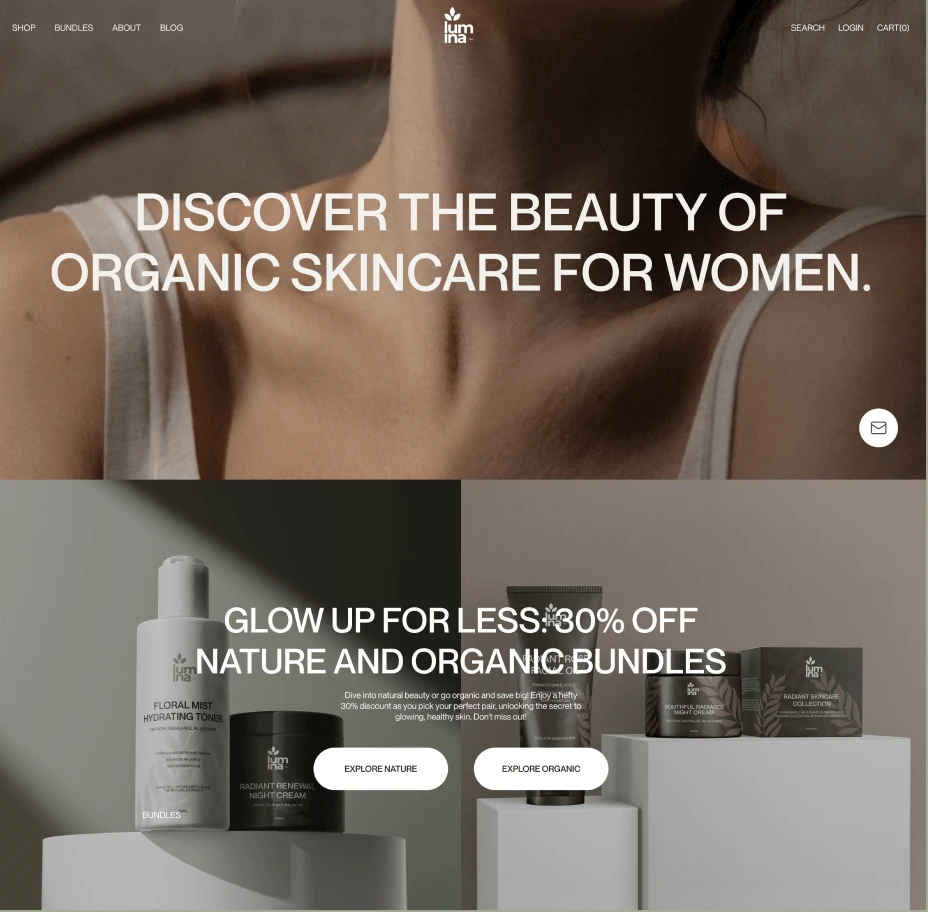 SHOP
BUNDLES
ABOUT
BLOG
lum
ina
SEARCH
LOGIN
CART(0)
DISCOVER THE BEAUTY OF
ORGANIC SKINCARE FOR WOMEN.
GLOW UP FOR LESS: 30% OFF
NATURE AND ORGANIC BUNDLES
Dive into natural beauty or go organic and save big! Enjoy a hefty
30% discount as you pick your perfect pair, unlocking the secret to
glowing, healthy skin. Don't miss out!
EXPLORE NATURE
EXPLORE ORGANIC
lum
ina
FLORAL MIST
HYDRATING TONER
BUNDLES
lum
ina
RADIANT RENEWAL
NIGHT CREAM
lum
ina
RADIANT
lum
ina
YOUTHFUL RADIANCE
NIGHT CREAM
lum
ina
RADIANT SKINCARE
COLLECTION